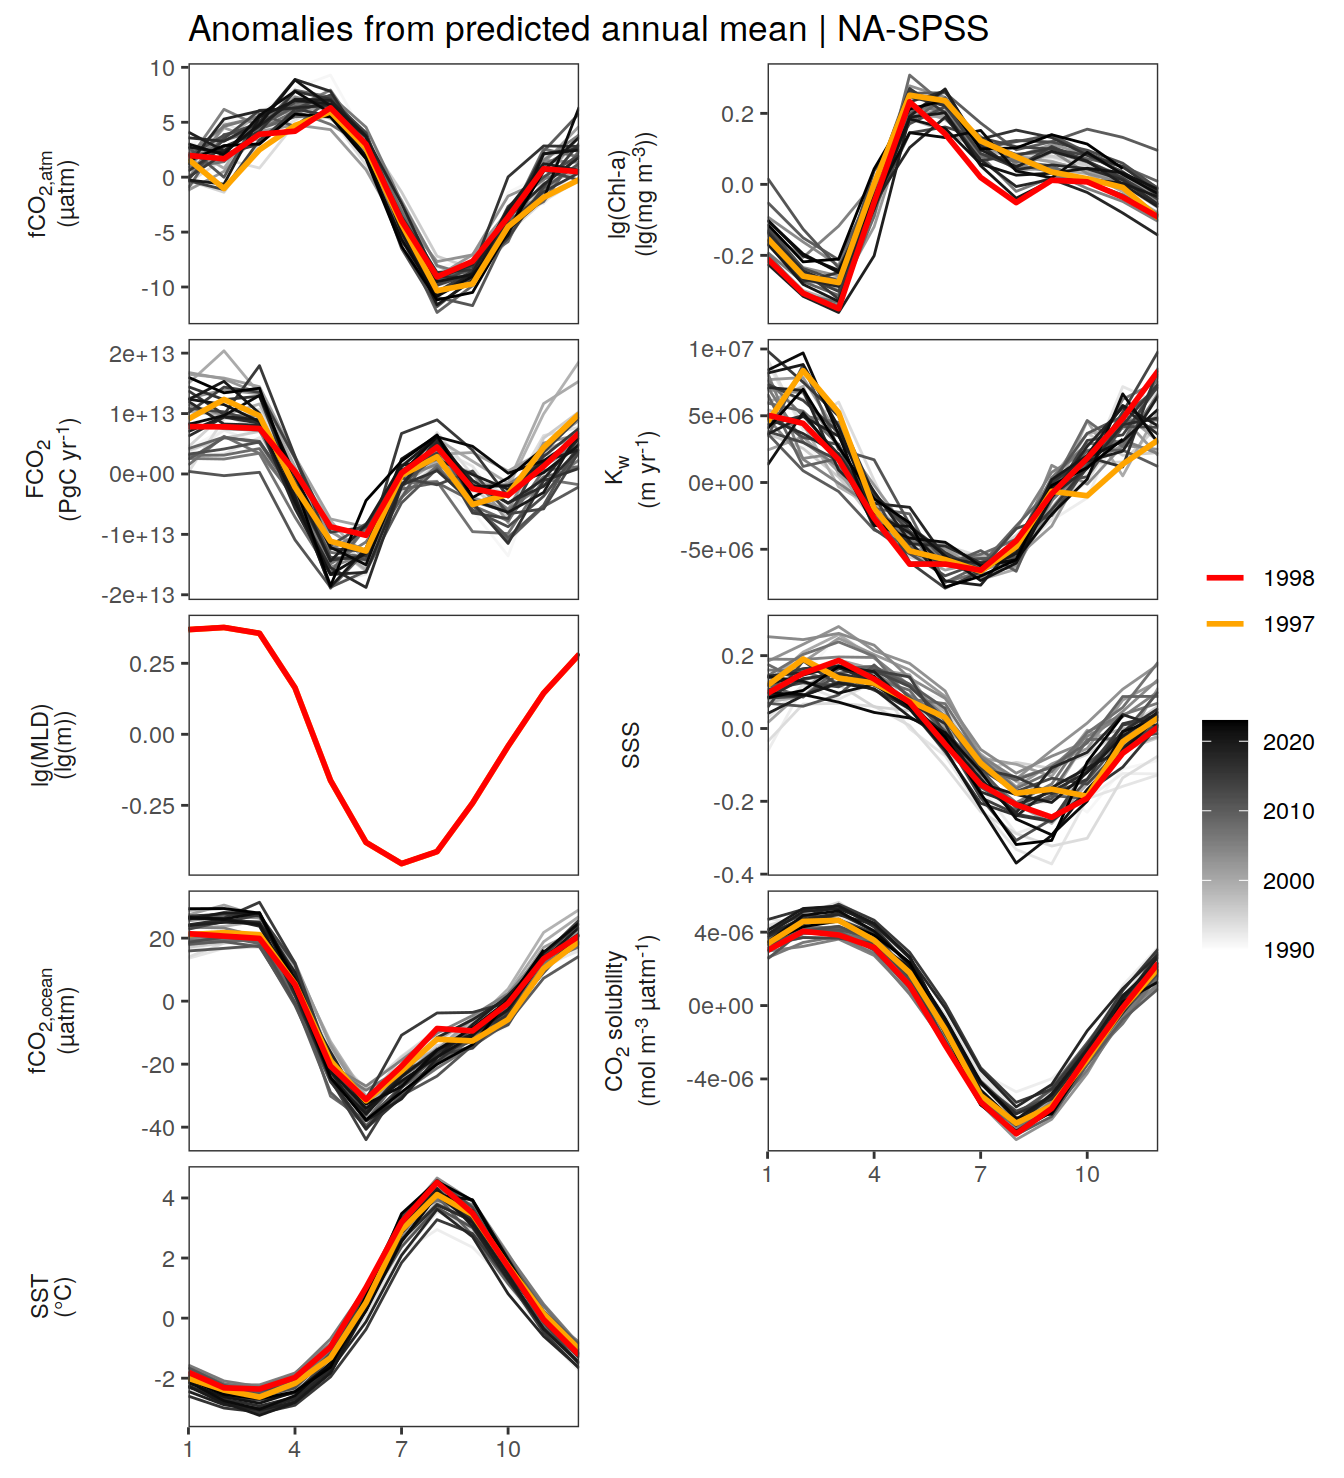 Anomalies from predicted annual mean | NA-SPSS
fCO2,atm
(µatm)
10
5
0
-5
-10
lg(Chl-a)
(lg(mg m-3))
0.2
0.0
-0.2
FCO2
(PgC yr-1)
2e+13
1e+13
0e+00
-1e+13
-2e+13
Kw
(m yr-1)
1e+07
5e+06
0e+00
-5e+06
lg(MLD)
(lg(m))
0.25
0.00
-0.25
SSS
0.2
0.0
-0.2
-0.4
fCO2,ocean
(µatm)
20
0
-20
-40
CO2 solubility
(mol m-3 µatm-1)
4e-06
0e+00
-4e-06
1 4 7 10
SST
(°C)
4
2
0
-2
1 4 7 10
1998
1997
2020
2010
2000
1990